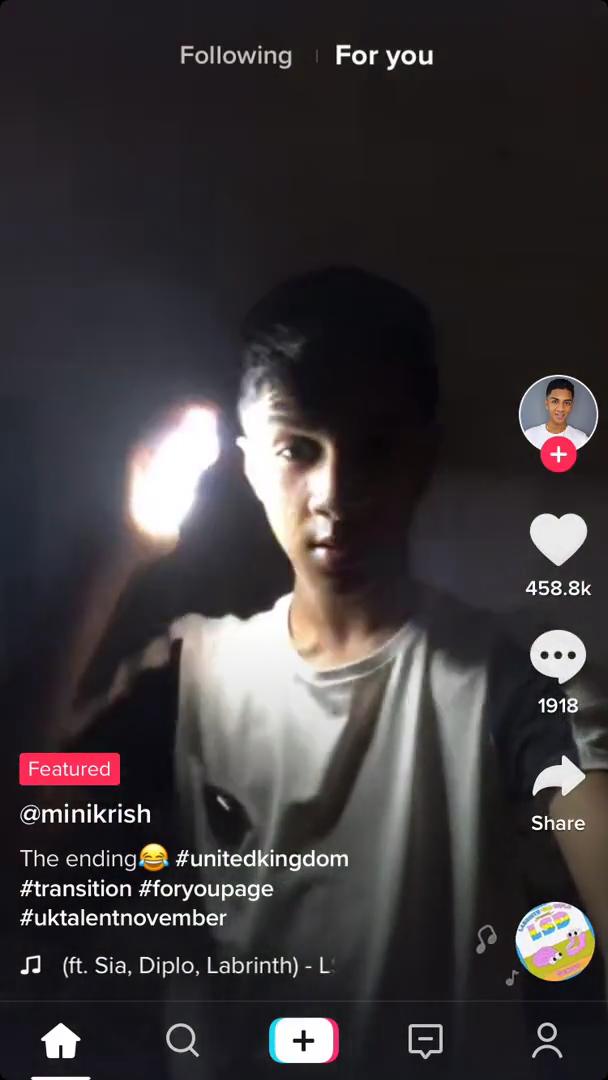 Following | For you
458.8k
1918
Share
Featured
@minikrish
The ending😂 #unitedkingdom
#transition #foryoupage
#uktalentnovember
(ft. Sia, Diplo, Labrinth) - L
LSD